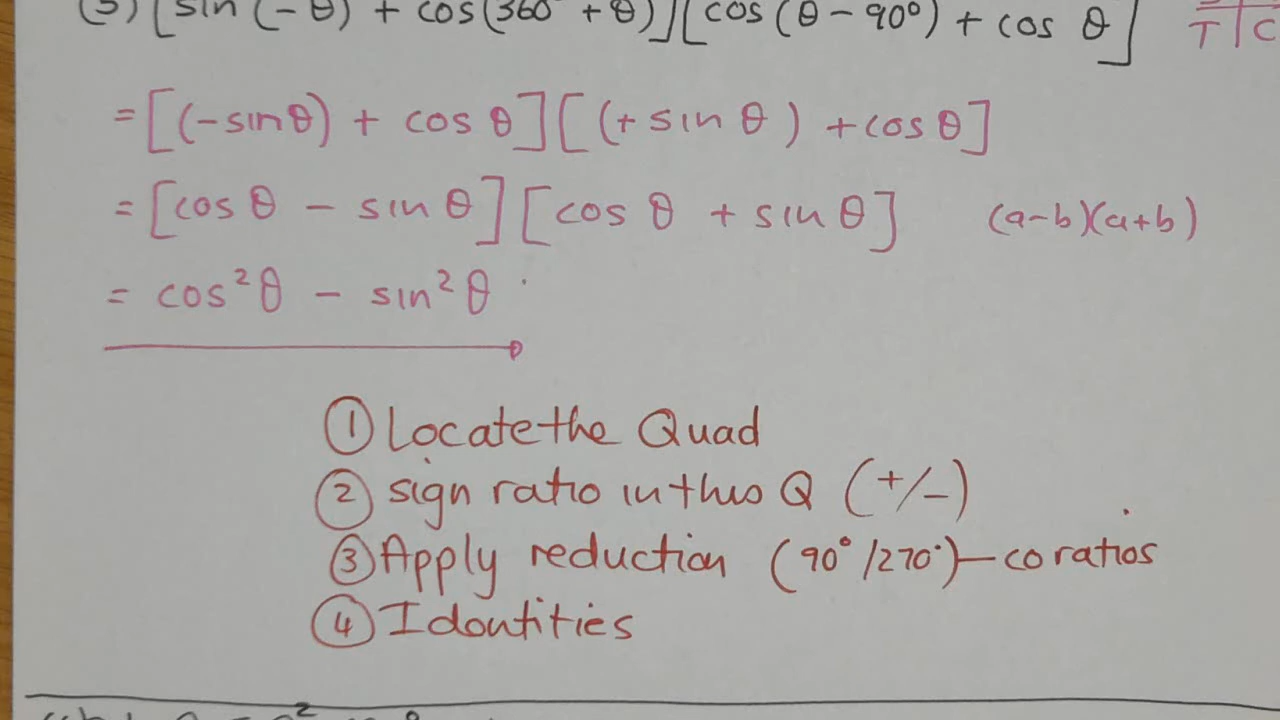 [sin (-θ) + cos(360° + θ)][cos(θ - 90°) + cos θ]
T | C
= [(-sinθ) + cos θ][(+ sin θ) + cosθ]
= [cos θ - sin θ][cos θ + sin θ] (a-b)(a+b)
= cos²θ - sin²θ
① Locate the Quad
② sign ratio in this Q (+/-)
③ Apply reduction (90°/270°) - co ratios
④ Identities